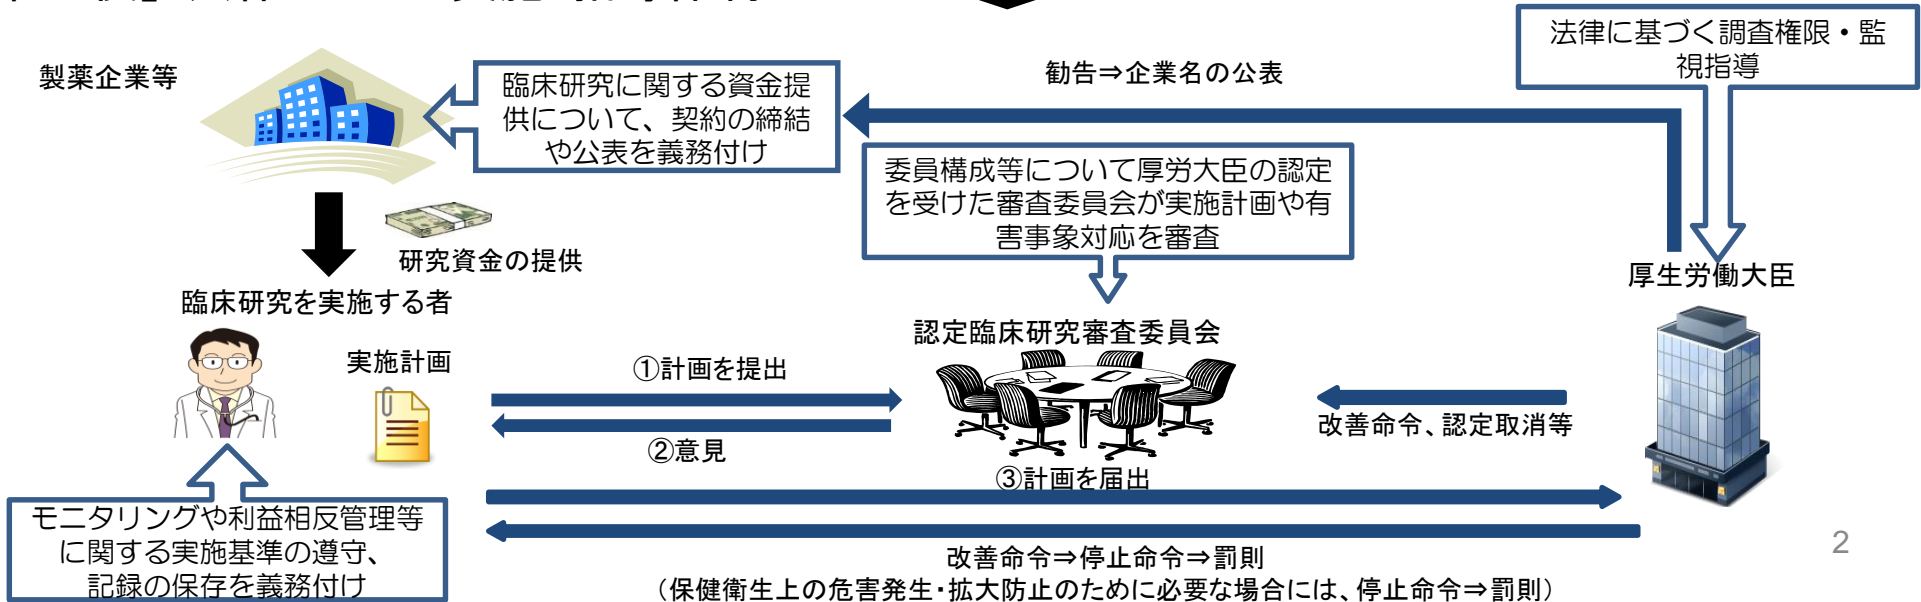 製薬企業等
臨床研究に関する資金提
供について、契約の締結
や公表を義務付け
勧告⇒企業名の公表
法律に基づく調査権限・監
視指導
委員構成等について厚労大臣の認定
を受けた審査委員会が実施計画や有
害事象対応を審査
研究資金の提供
厚生労働大臣
臨床研究を実施する者
認定臨床研究審査委員会
実施計画
①計画を提出
②意見
改善命令、認定取消等
③計画を届出
モニタリングや利益相反管理等
に関する実施基準の遵守、
記録の保存を義務付け
改善命令⇒停止命令⇒罰則
（保健衛生上の危害発生・拡大防止のために必要な場合には、停止命令⇒罰則）
2